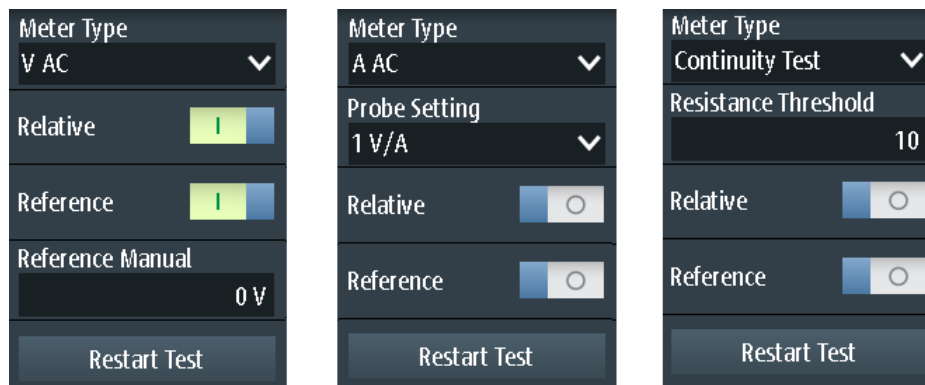 Meter Type
V AC
Relative
I
Reference
I
Reference Manual
0 V
Restart Test
Meter Type
A AC
Probe Setting
1 V/A
Relative
O
Reference
O
Restart Test
Meter Type
Continuity Test
Resistance Threshold
10
Relative
O
Reference
O
Restart Test